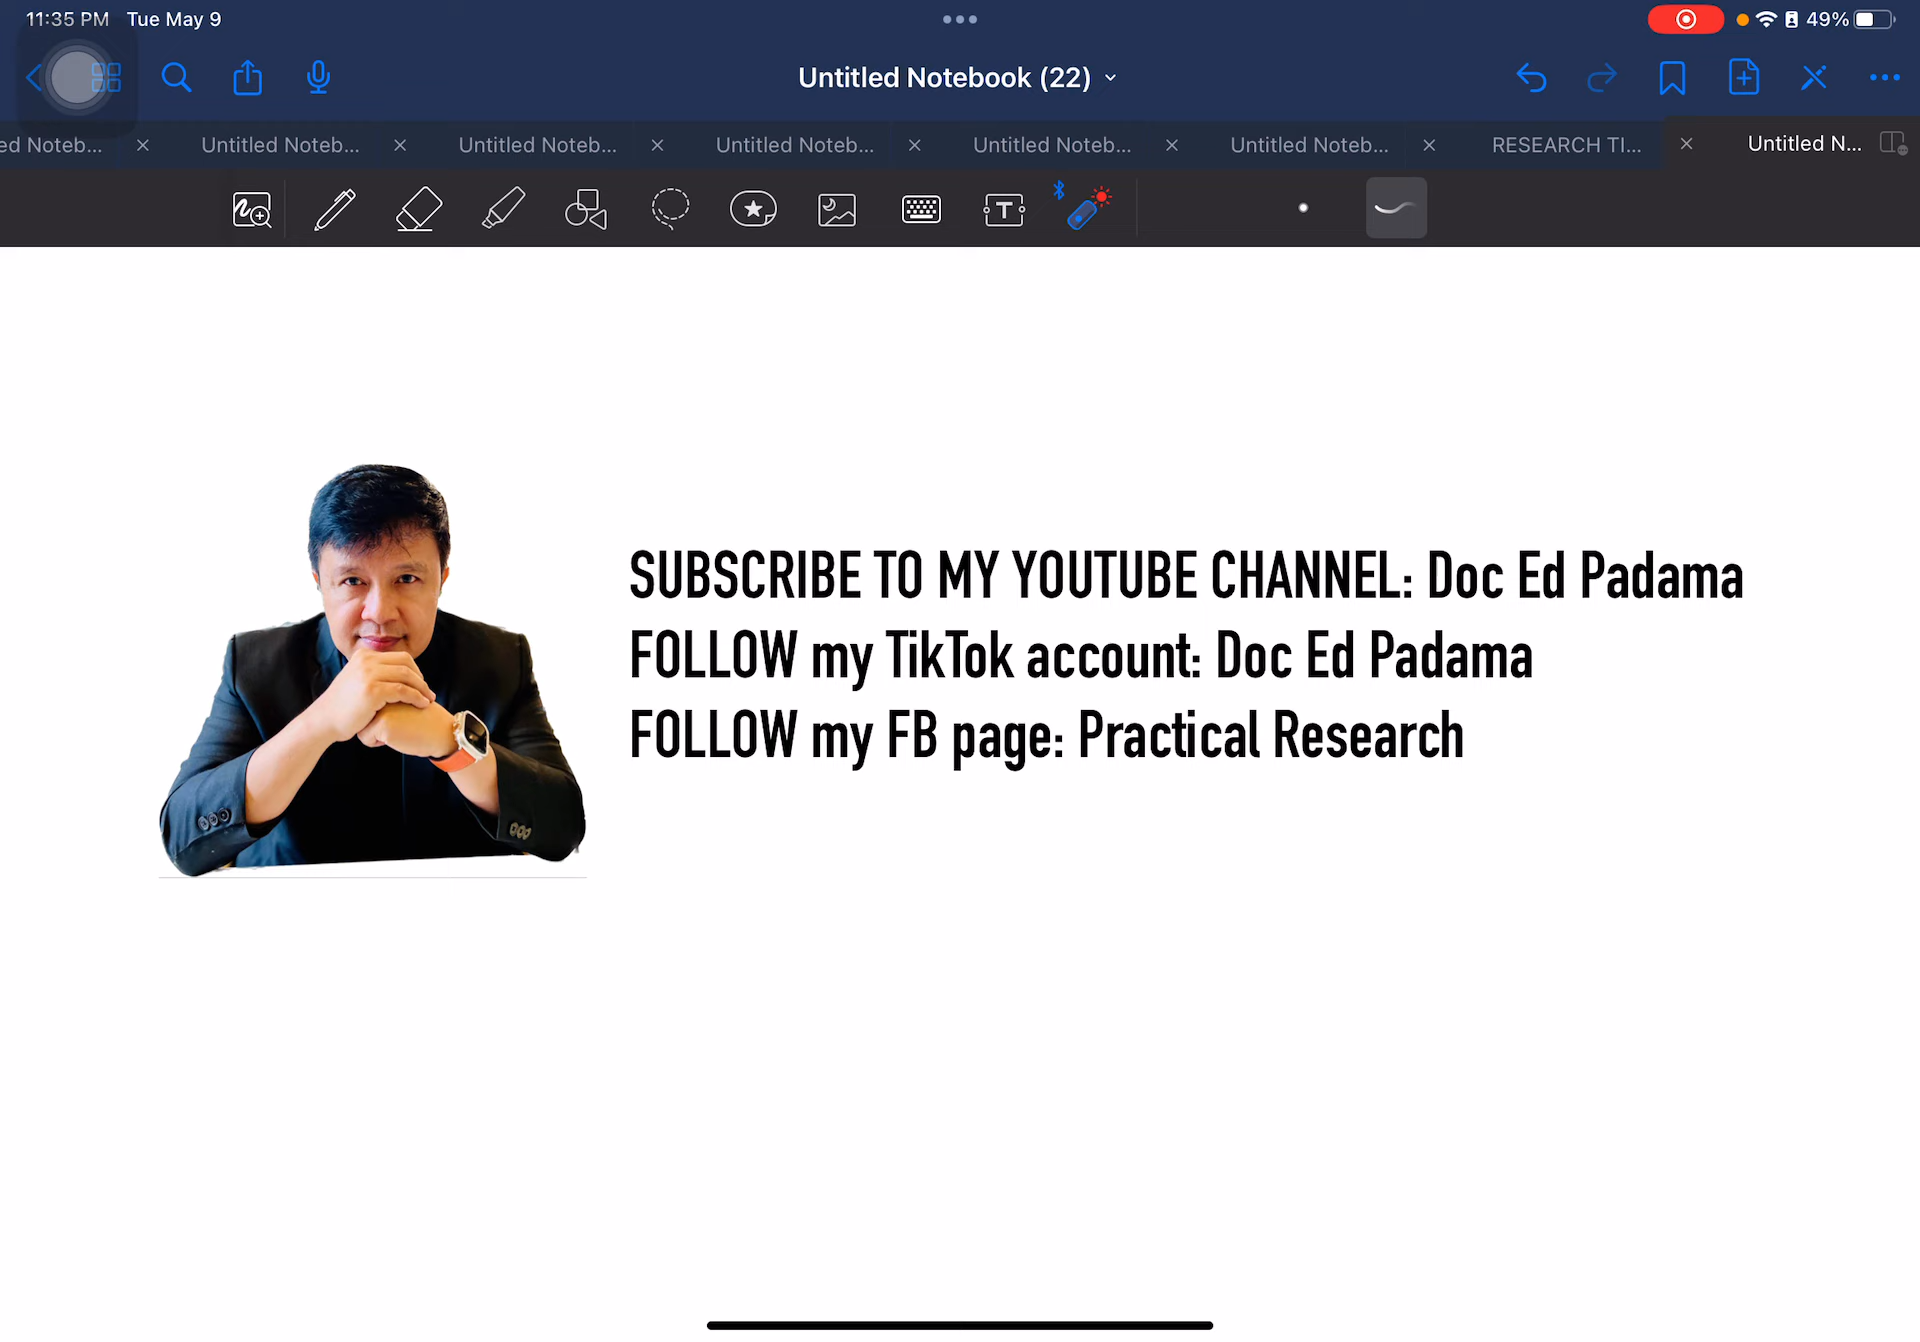 11:35 PM Tue May 9
49%
Untitled Notebook (22)
ed Noteb... Untitled Noteb... Untitled Noteb... Untitled Noteb... Untitled Noteb... Untitled Noteb... RESEARCH TI... Untitled N...
T
SUBSCRIBE TO MY YOUTUBE CHANNEL: Doc Ed Padama
FOLLOW my TikTok account: Doc Ed Padama
FOLLOW my FB page: Practical Research